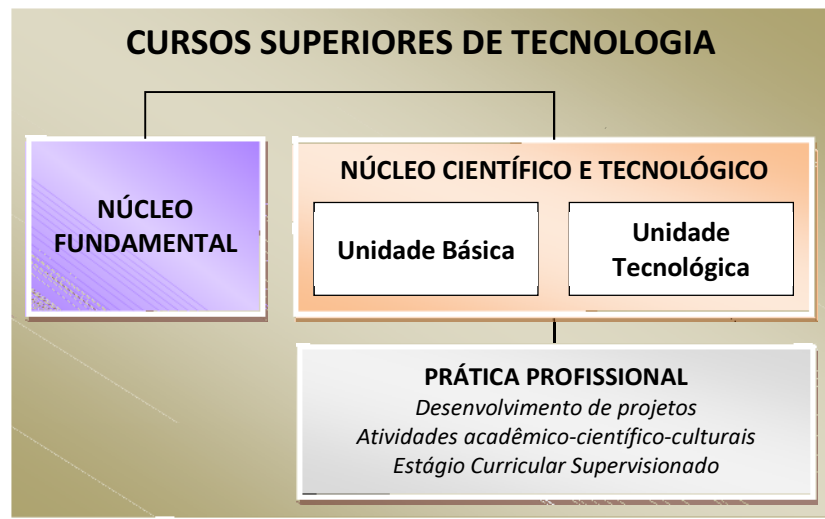 CURSOS SUPERIORES DE TECNOLOGIA
NÚCLEO
FUNDAMENTAL
NÚCLEO CIENTÍFICO E TECNOLÓGICO
Unidade Básica
Unidade
Tecnológica
PRÁTICA PROFISSIONAL
Desenvolvimento de projetos
Atividades acadêmico-científico-culturais
Estágio Curricular Supervisionado